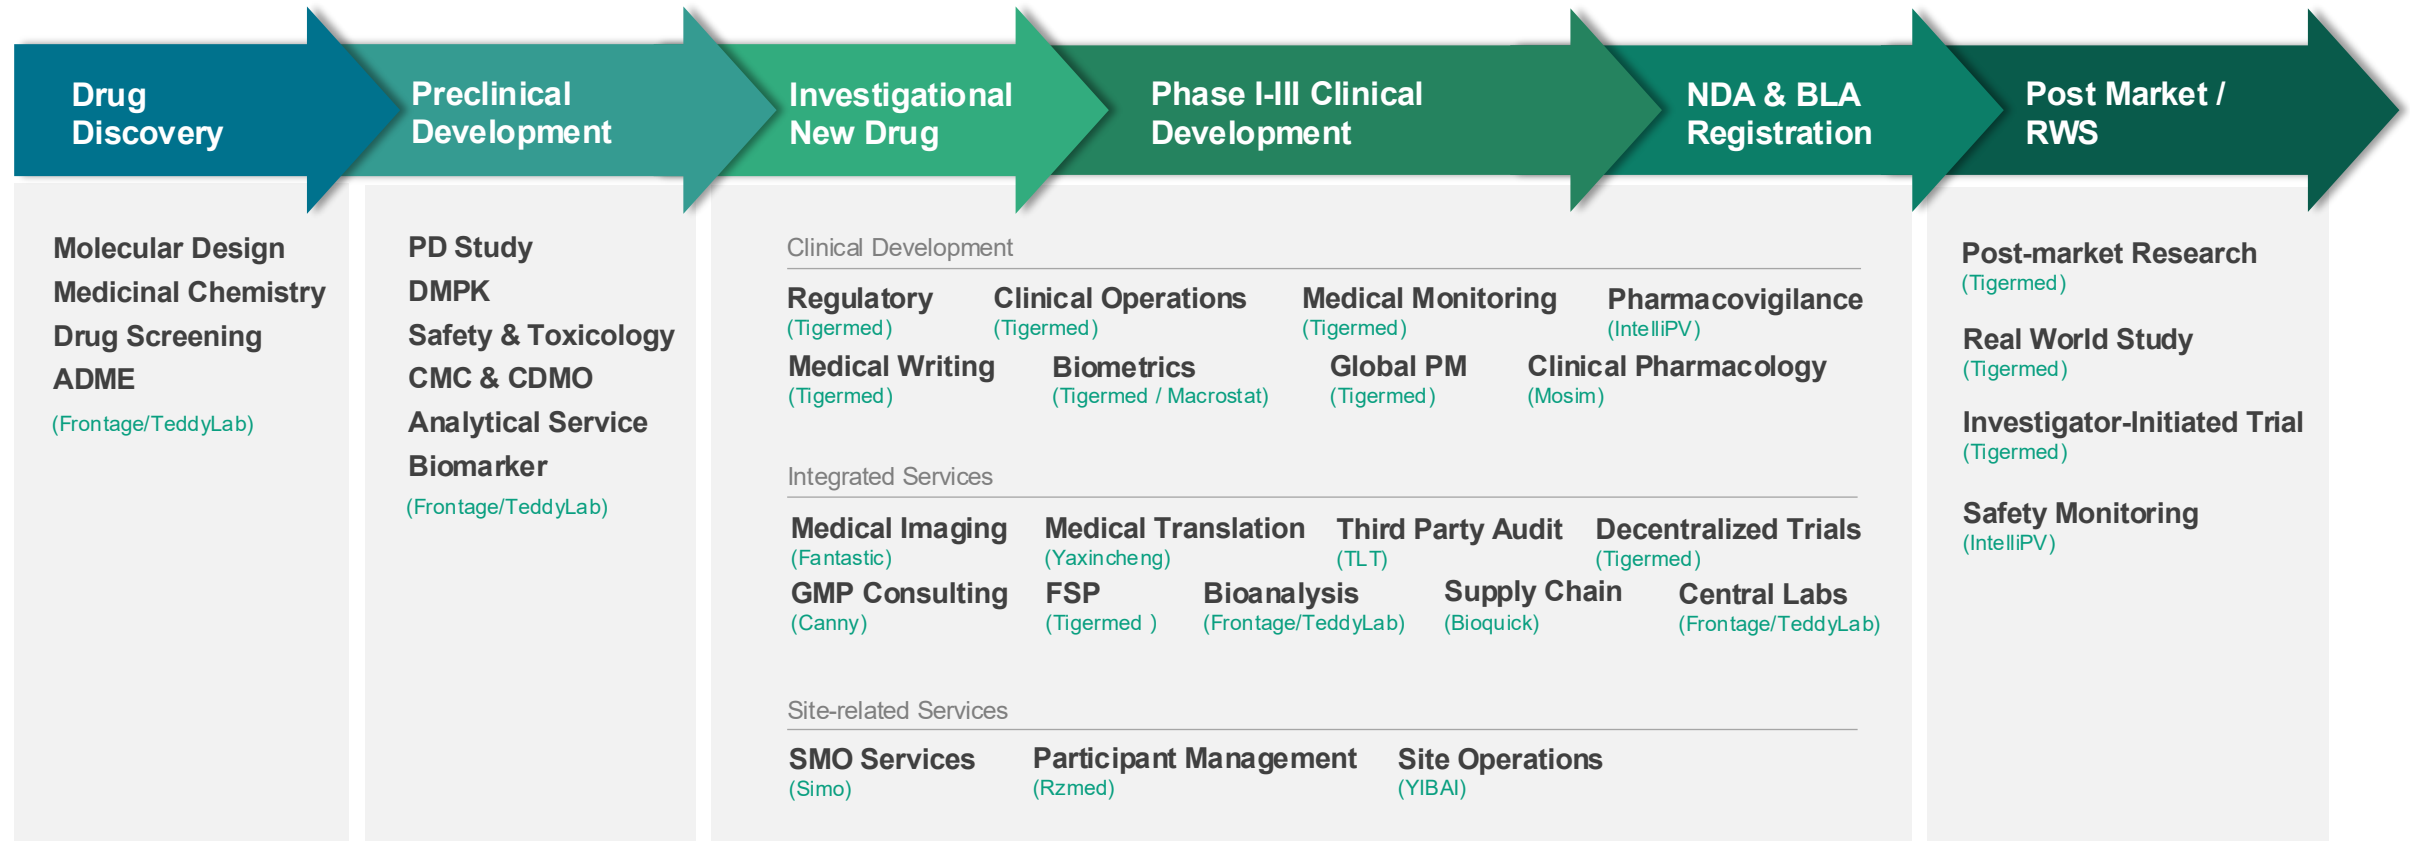 Drug
Discovery
Preclinical
Development
Investigational
New Drug
Phase I-III Clinical
Development
NDA & BLA
Registration
Post Market /
RWS
Molecular Design
Medicinal Chemistry
Drug Screening
ADME
(Frontage/TeddyLab)
PD Study
DMPK
Safety & Toxicology
CMC & CDMO
Analytical Service
Biomarker
(Frontage/TeddyLab)
Clinical Development
Regulatory Clinical Operations Medical Monitoring Pharmacovigilance
(Tigermed) (Tigermed) (Tigermed) (IntelliPV)
Medical Writing Biometrics Global PM Clinical Pharmacology
(Tigermed) (Tigermed / Macrostat) (Tigermed) (Mosim)
Integrated Services
Medical Imaging Medical Translation Third Party Audit Decentralized Trials
(Fantastic) (Yaxincheng) (TLT) (Tigermed)
GMP Consulting FSP Bioanalysis Supply Chain Central Labs
(Canny) (Tigermed ) (Frontage/TeddyLab) (Bioquick) (Frontage/TeddyLab)
Site-related Services
SMO Services Participant Management Site Operations
(Simo) (Rzmed) (YIBAI)
Post-market Research
(Tigermed)
Real World Study
(Tigermed)
Investigator-Initiated Trial
(Tigermed)
Safety Monitoring
(IntelliPV)